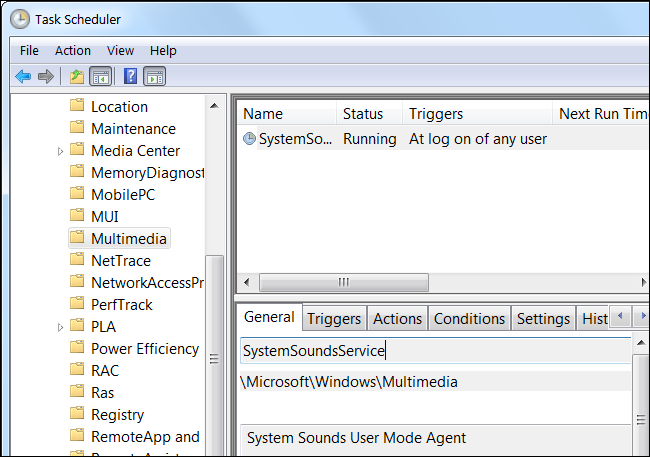 Task Scheduler
File Action View Help
Location
Maintenance
Media Center
MemoryDiagnost
MobilePC
MUI
Multimedia
NetTrace
NetworkAccessPr
PerfTrack
PLA
Power Efficiency
RAC
Ras
Registry
RemoteApp and
Name Status Triggers Next Run Time
SystemSo... Running At log on of any user
General Triggers Actions Conditions Settings Hist
SystemSoundsService
\Microsoft\Windows\Multimedia
System Sounds User Mode Agent